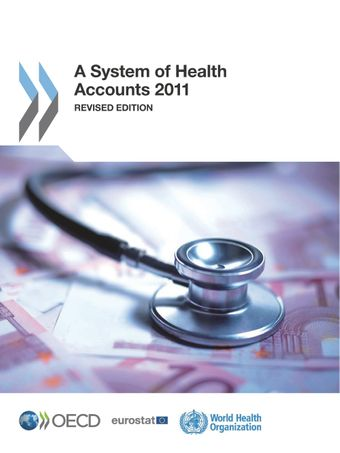 A System of Health
Accounts 2011
REVISED EDITION
OECD
eurostat
World Health
Organization